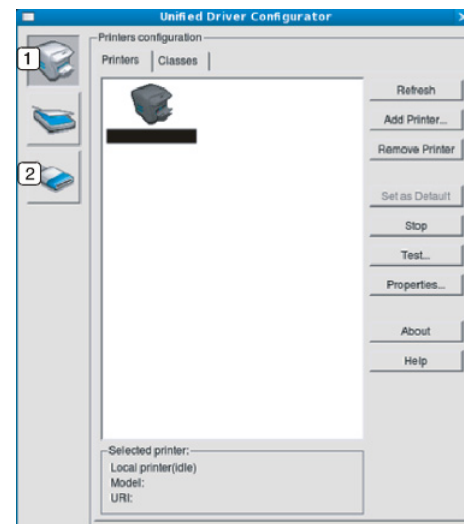 Unified Driver Configurator
1
2
Printers configuration
Printers Classes
Refresh
Add Printer...
Remove Printer
Set as Default
Stop
Test...
Properties...
About
Help
Selected printer:
Local printer(idle)
Model:
URI: